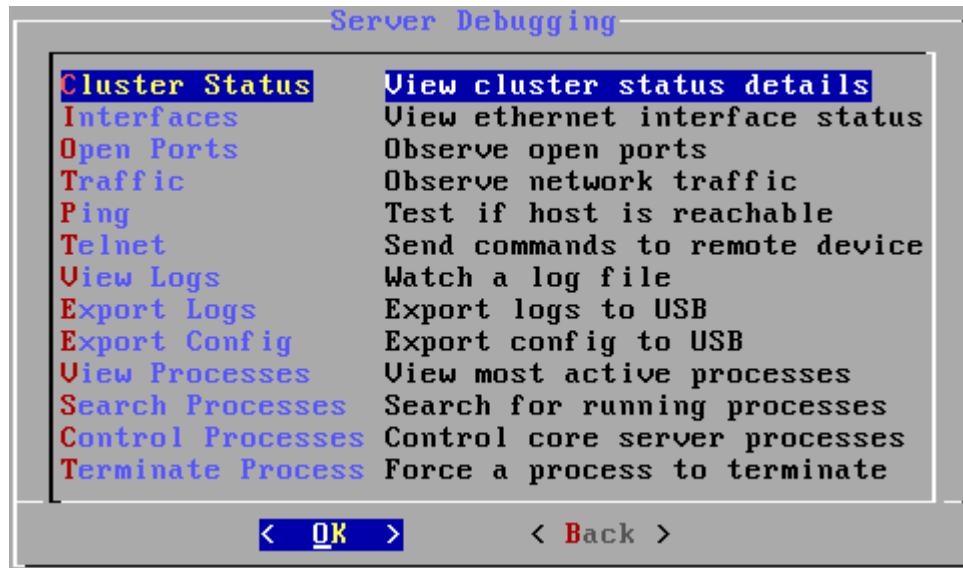 Server Debugging
Cluster Status View cluster status details
Interfaces View ethernet interface status
Open Ports Observe open ports
Traffic Observe network traffic
Ping Test if host is reachable
Telnet Send commands to remote device
View Logs Watch a log file
Export Logs Export logs to USB
Export Config Export config to USB
View Processes View most active processes
Search Processes Search for running processes
Control Processes Control core server processes
Terminate Process Force a process to terminate
< OK > < Back >